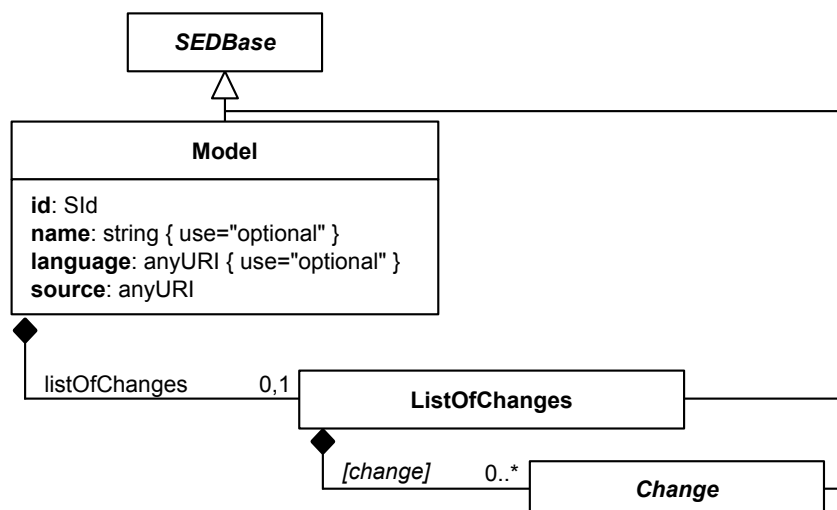 SEDBase
Model
id: SId
name: string { use="optional" }
language: anyURI { use="optional" }
source: anyURI
listOfChanges 0,1
ListOfChanges
[change] 0..*
Change